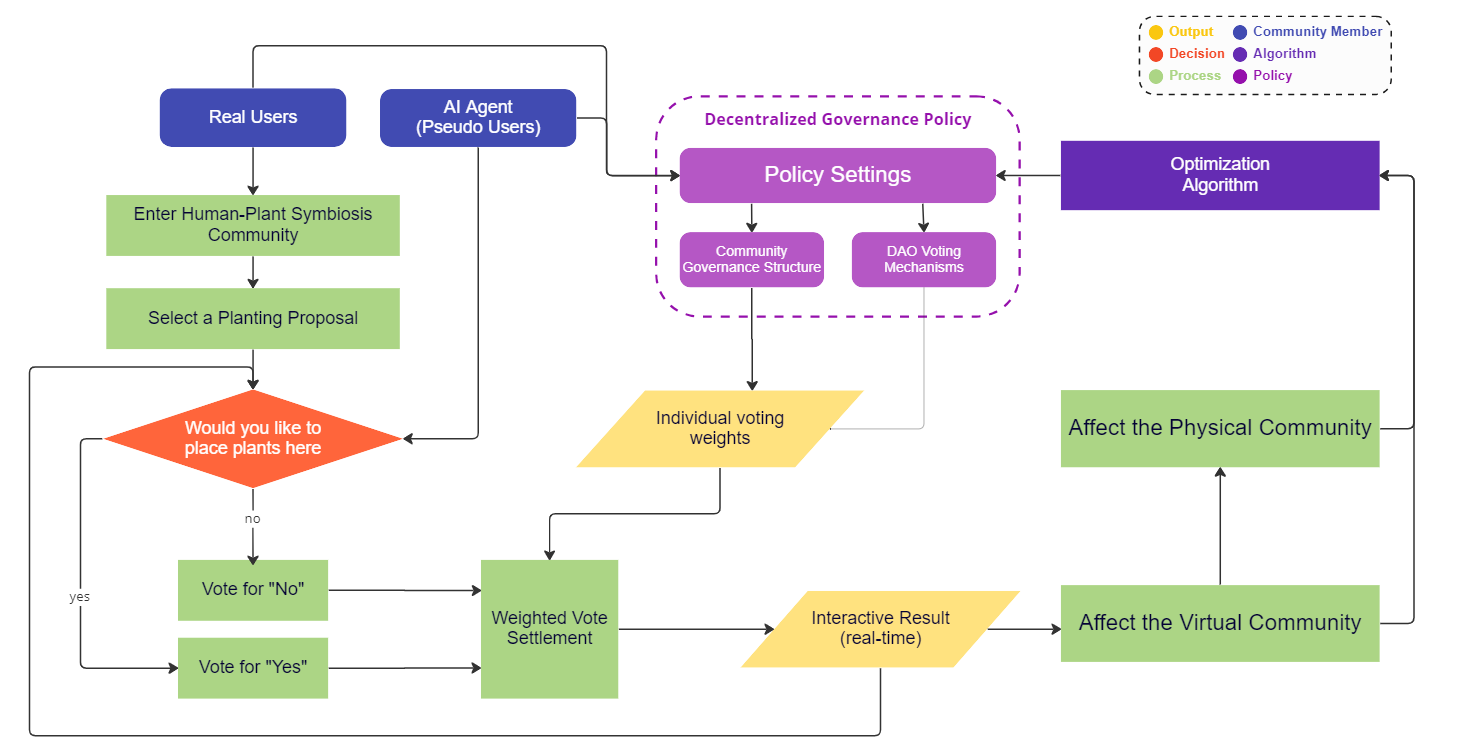 Output
Community Member
Decision
Algorithm
Process
Policy
Real Users
AI Agent
(Pseudo Users)
Decentralized Governance Policy
Policy Settings
Optimization
Algorithm
Enter Human-Plant Symbiosis
Community
Community
Governance Structure
DAO Voting
Mechanisms
Select a Planting Proposal
Would you like to
place plants here
Individual voting
weights
Affect the Physical Community
no
yes
Vote for "No"
Vote for "Yes"
Weighted Vote
Settlement
Interactive Result
(real-time)
Affect the Virtual Community